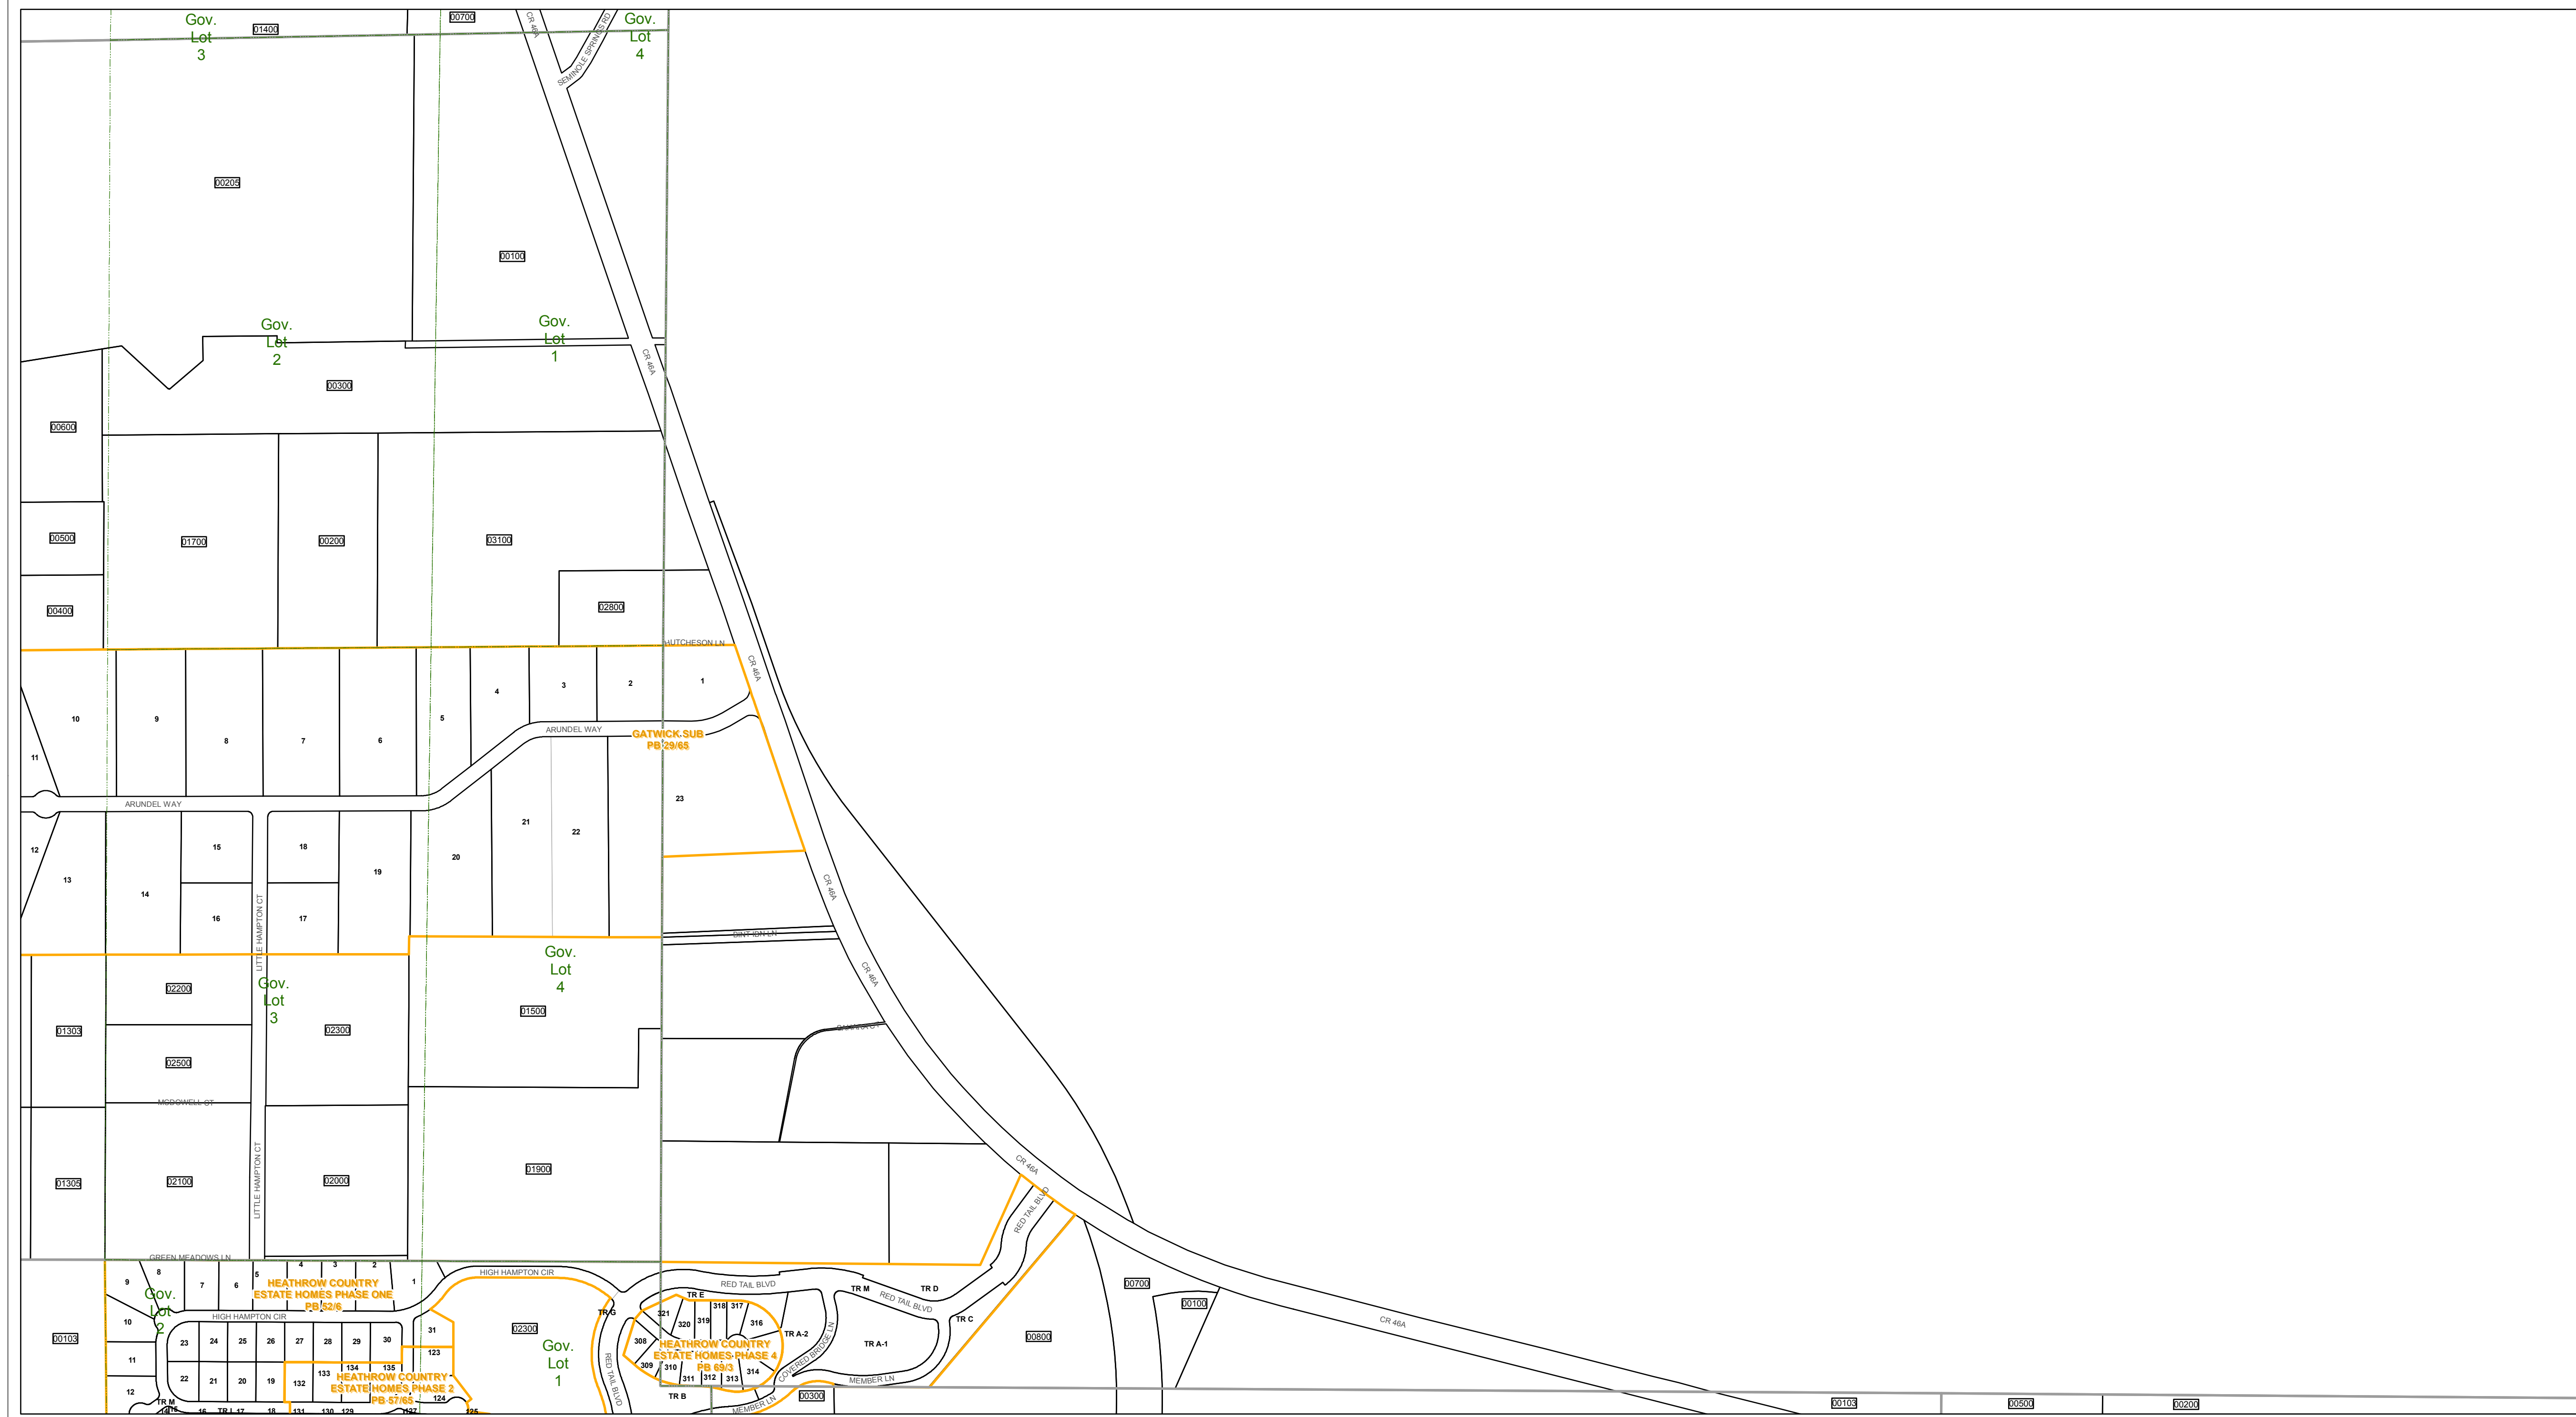 Gov.
Lot
3
01400
00700
CR 46A
SEMINOLE SPRINGS RD
Gov.
Lot
4
00205
00100
Gov.
Lot
2
Gov.
Lot
1
CR 46A
00300
00600
00500
01700
00200
03100
00400
02800
HUTCHESON LN
CR 46A
10
9
8
7
6
5
4
3
2
1
11
ARUNDEL WAY
GATWICK SUB
PB 29/65
ARUNDEL WAY
23
12
13
14
15
16
18
17
19
20
21
22
LITTLE HAMPTON CT
CR 46A
Gov.
Lot
4
CR 46A
02200
Gov.
Lot
3
01303
02300
01500
02500
MCDOWELL CT
01305
02100
LITTLE HAMPTON CT
02000
01900
CR 46A
RED TAIL BLVD
GREEN MEADOWS LN
9
8
7
6
5
4
3
2
1
HEATHROW COUNTRY
ESTATE HOMES PHASE ONE
PB 52/6
HIGH HAMPTON CIR
Gov.
Lot
2
HIGH HAMPTON CIR
10
11
12
00103
23
24
25
26
27
28
29
30
31
22
21
20
19
132
133
134
135
123
HEATHROW COUNTRY
ESTATE HOMES PHASE 2
PB 57/65
124
TR M
16
TR L
17
18
131
130
129
127
125
02300
Gov.
Lot
1
TR G
RED TAIL BLVD
RED TAIL BLVD
TR E
321
320
319
318
317
316
308
309
310
311
312
313
314
HEATHROW COUNTRY
ESTATE HOMES PHASE 4
PB 69/3
TR A-2
COVERED BRIDGE LN
TR M
TR D
RED TAIL BLVD
TR A-1
TR C
MEMBER LN
TR B
MEMBER LN
00300
00700
00100
00800
CR 46A
00103
00500
00200